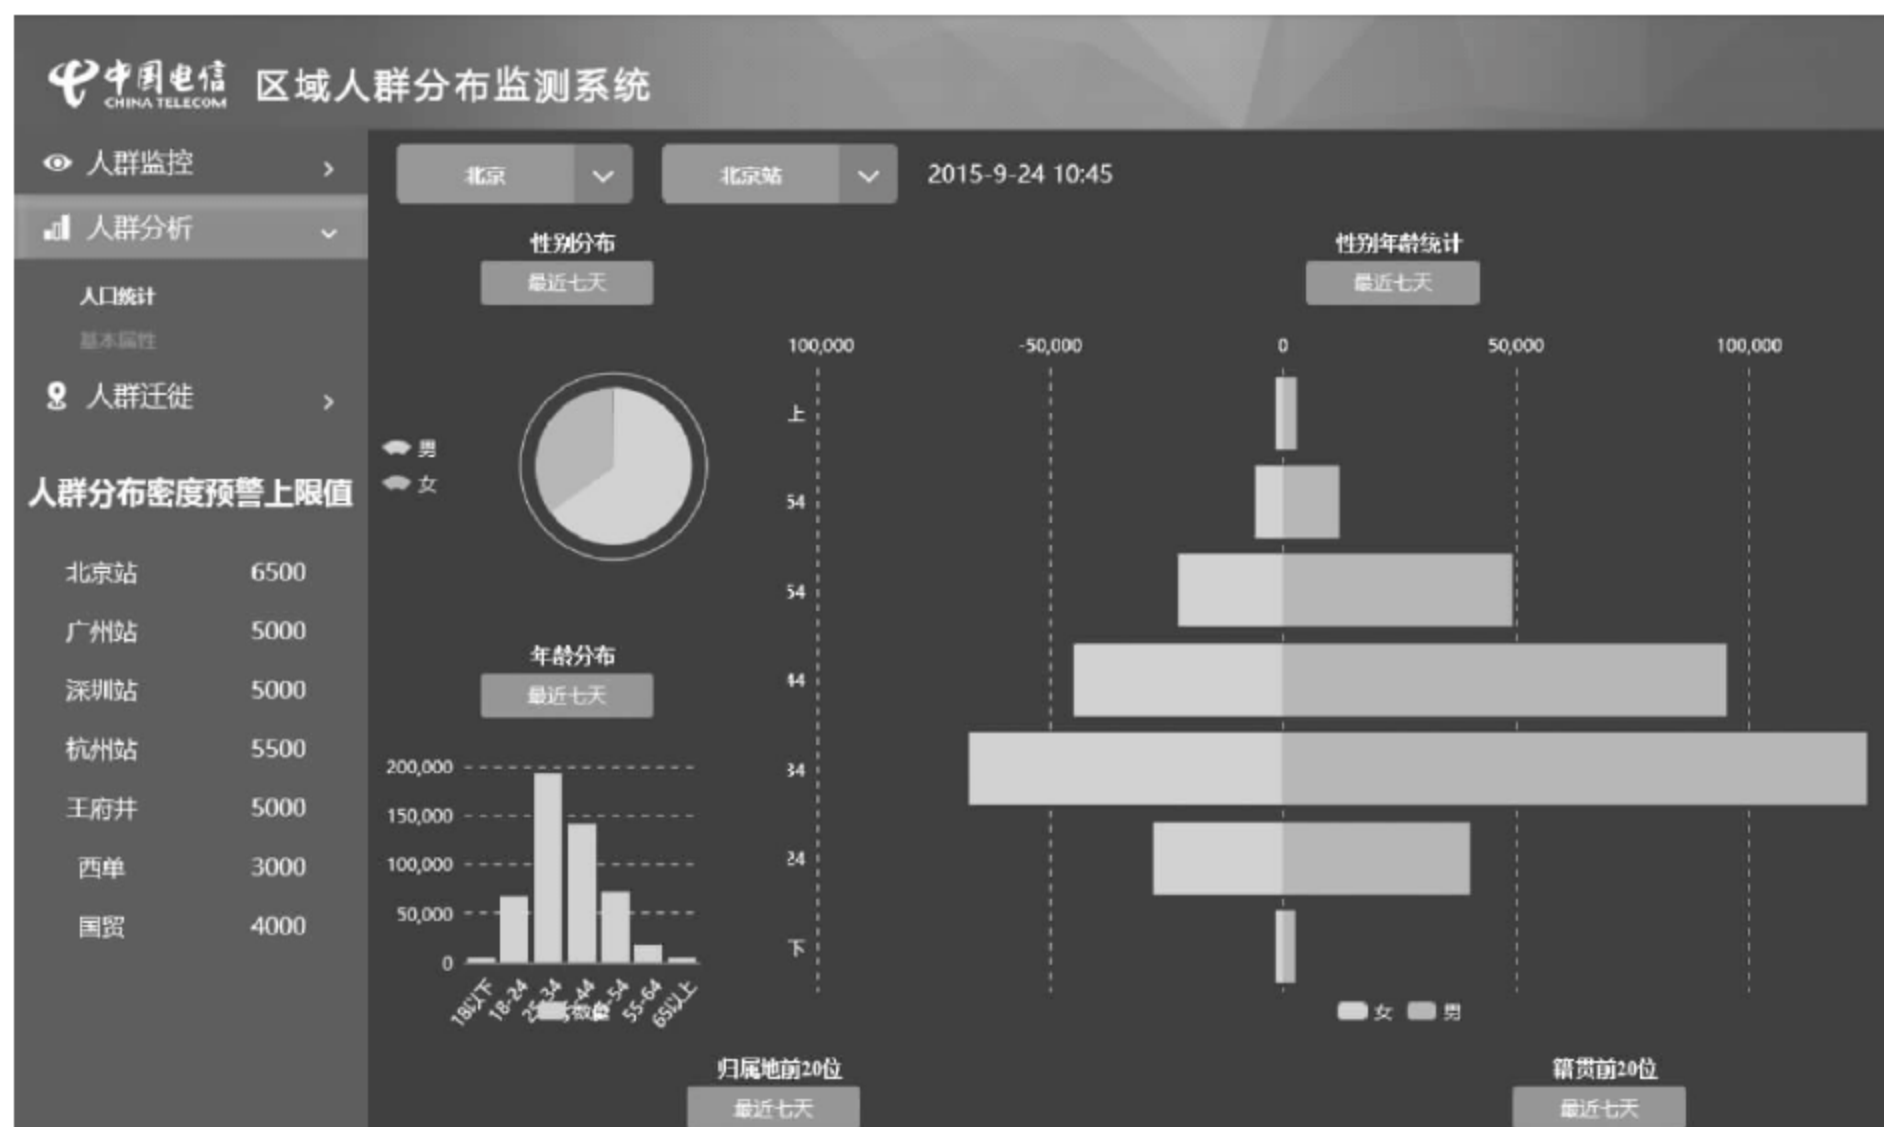 中国电信
CHINA TELECOM
区域人群分布监测系统
人群监控
人群分析
人口统计
基本属性
人群迁徙
人群分布密度预警上限值
北京站 6500
广州站 5000
深圳站 5000
杭州站 5500
王府井 5000
西单 3000
国贸 4000
北京
北京站
2015-9-24 10:45
性别分布
最近七天
男
女
年龄分布
最近七天
200,000
150,000
100,000
50,000
0
18以下 18-24 25-34 55-64 65以上
数量
性别年龄统计
最近七天
100,000 -50,000 0 50,000 100,000
上
54
54
44
34
24
下
女 男
归属地前20位
最近七天
籍贯前20位
最近七天